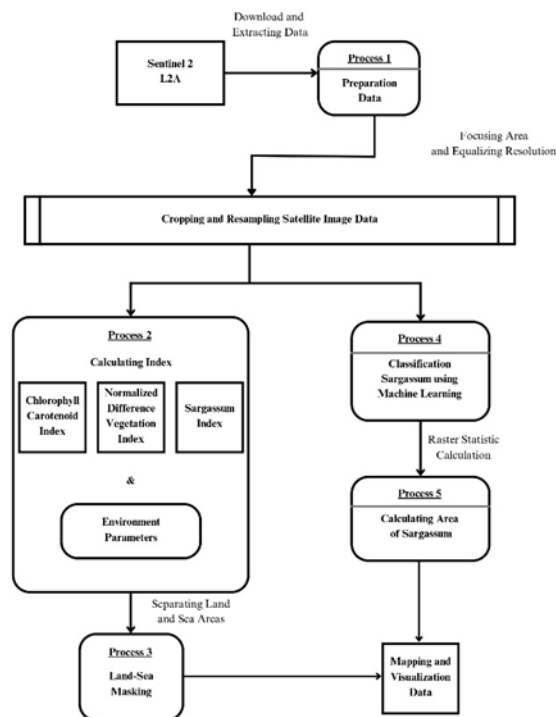 Download and
Extracting Data
Sentinel 2
L2A
Process 1
Preparation
Data
Focusing Area
and Equalizing Resolution
Cropping and Resampling Satellite Image Data
Process 2
Calculating Index
Chlorophyll
Carotenoid
Index
Normalized
Difference
Vegetation
Index
Sargassum
Index
&
Environment
Parameters
Process 4
Classification
Sargassum using
Machine Learning
Raster Statistic
Calculation
Process 5
Calculating Area
of Sargassum
Separating Land
and Sea Areas
Process 3
Land-Sea
Masking
Mapping and
Visualization
Data